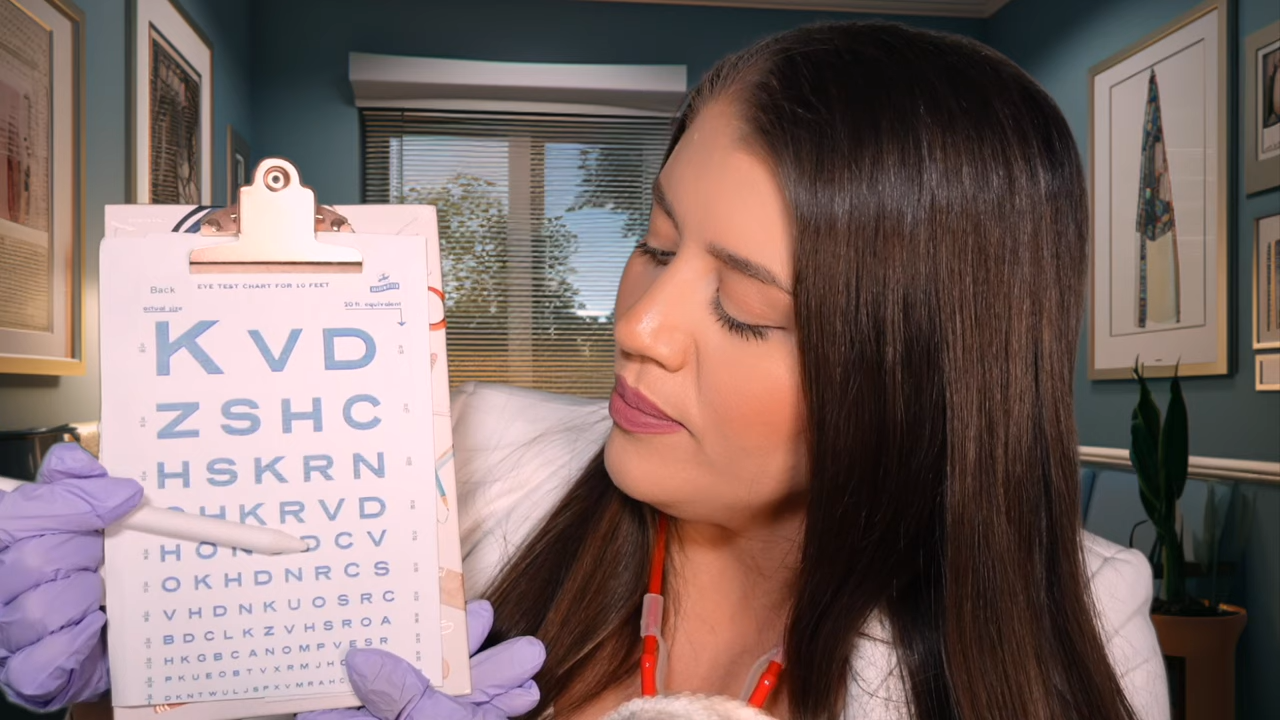 Back
EYE TEST CHART FOR 10 FEET
actual size
20 ft. equivalent
K V D
Z S H C
H S K R N
H K R V D
H O D C V
O K H D N R C S
V H D N K U O S R C
B D C L K Z V H S R O A
H K G B C A N O M P V E S R
P K U E O B T V X R M J H
D K N T W U L J S P X V M R A H C